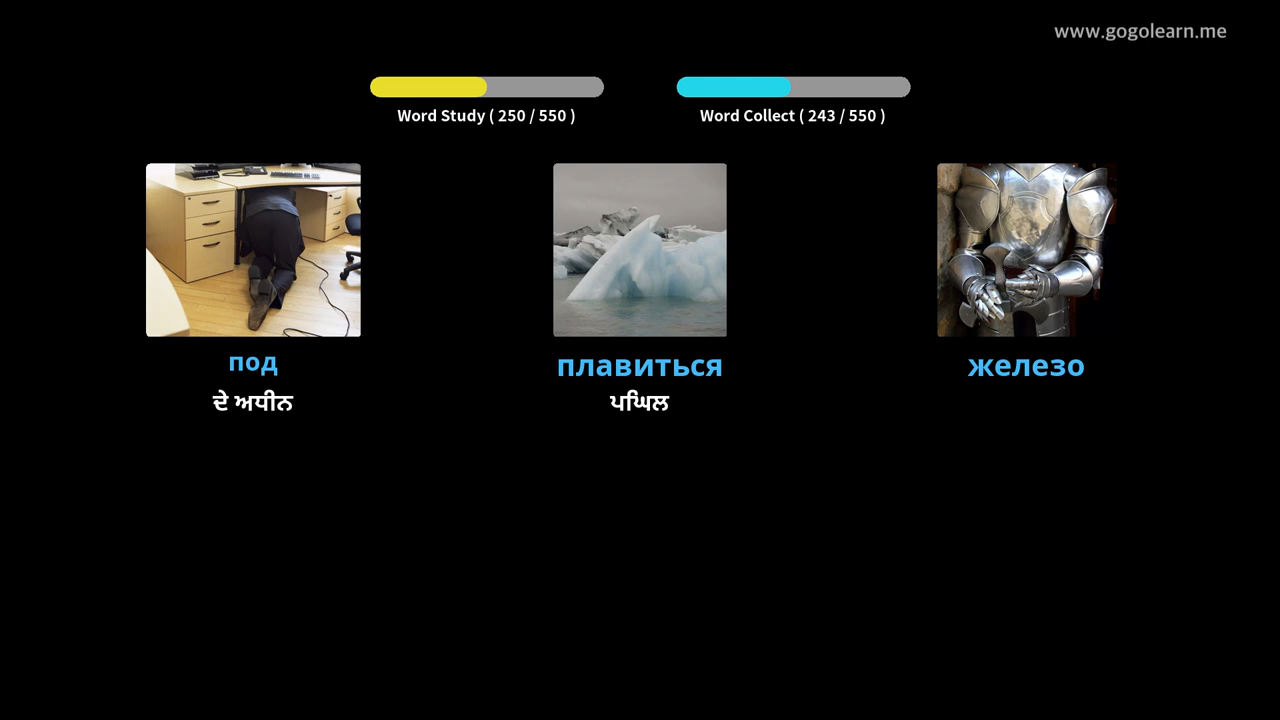 www.gogolearn.me
Word Study ( 250 / 550 )
Word Collect ( 243 / 550 )
под
плавиться
железо
ਦੇ ਅਧੀਨ
ਪਘਿਲ